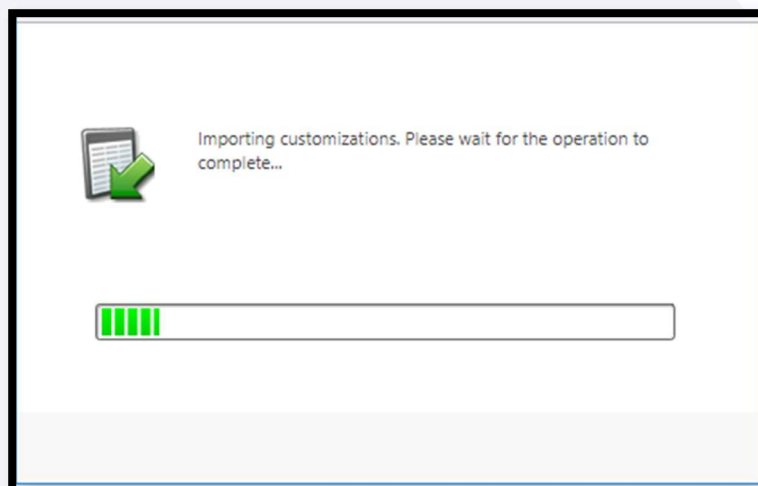 Importing customizations. Please wait for the operation to
complete...